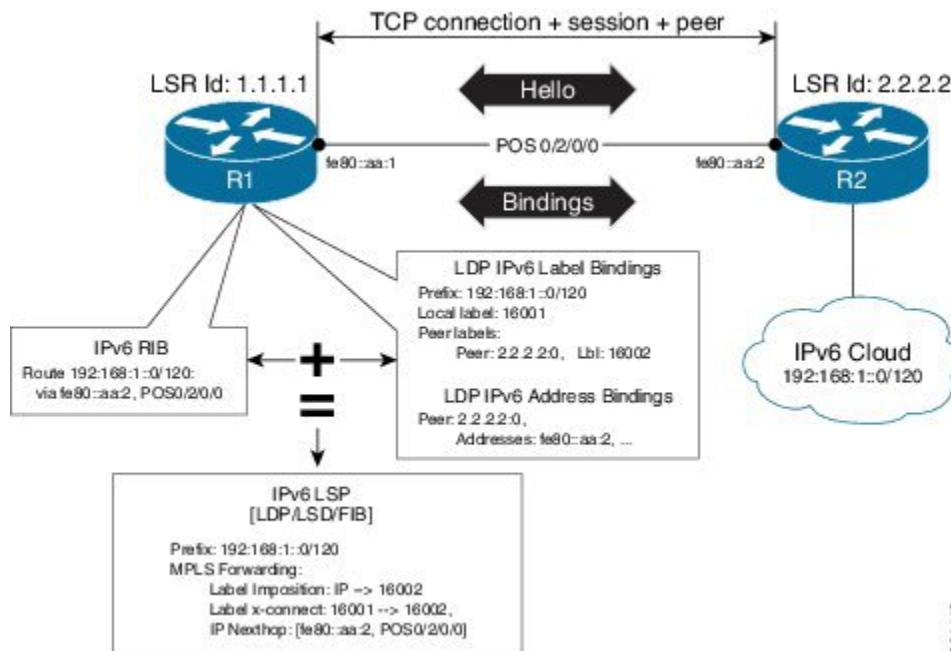 TCP connection + session + peer
LSR Id: 1.1.1.1
LSR Id: 2.2.2.2
Hello
POS 0/2/0/0
fe80::aa:1
fe80::aa:2
R1
R2
Bindings
LDP IPv6 Label Bindings
Prefix: 192:168:1::0/120
Local label: 16001
Peer labels:
Peer: 2.2.2.2:0, Lbl: 16002
LDP IPv6 Address Bindings
Peer: 2.2.2.2:0,
Addresses: fe80::aa:2, ...
IPv6 RIB
Route 192:168:1::0/120:
via fe80::aa:2, POS0/2/0/0
+
=
IPv6 Cloud
192:168:1::0/120
IPv6 LSP
[LDP/LSD/FIB]
Prefix: 192:168:1::0/120
MPLS Forwarding:
Label Imposition: IP --> 16002
Label x-connect: 16001 --> 16002,
IP Nexthop: [fe80::aa:2, POS0/2/0/0]